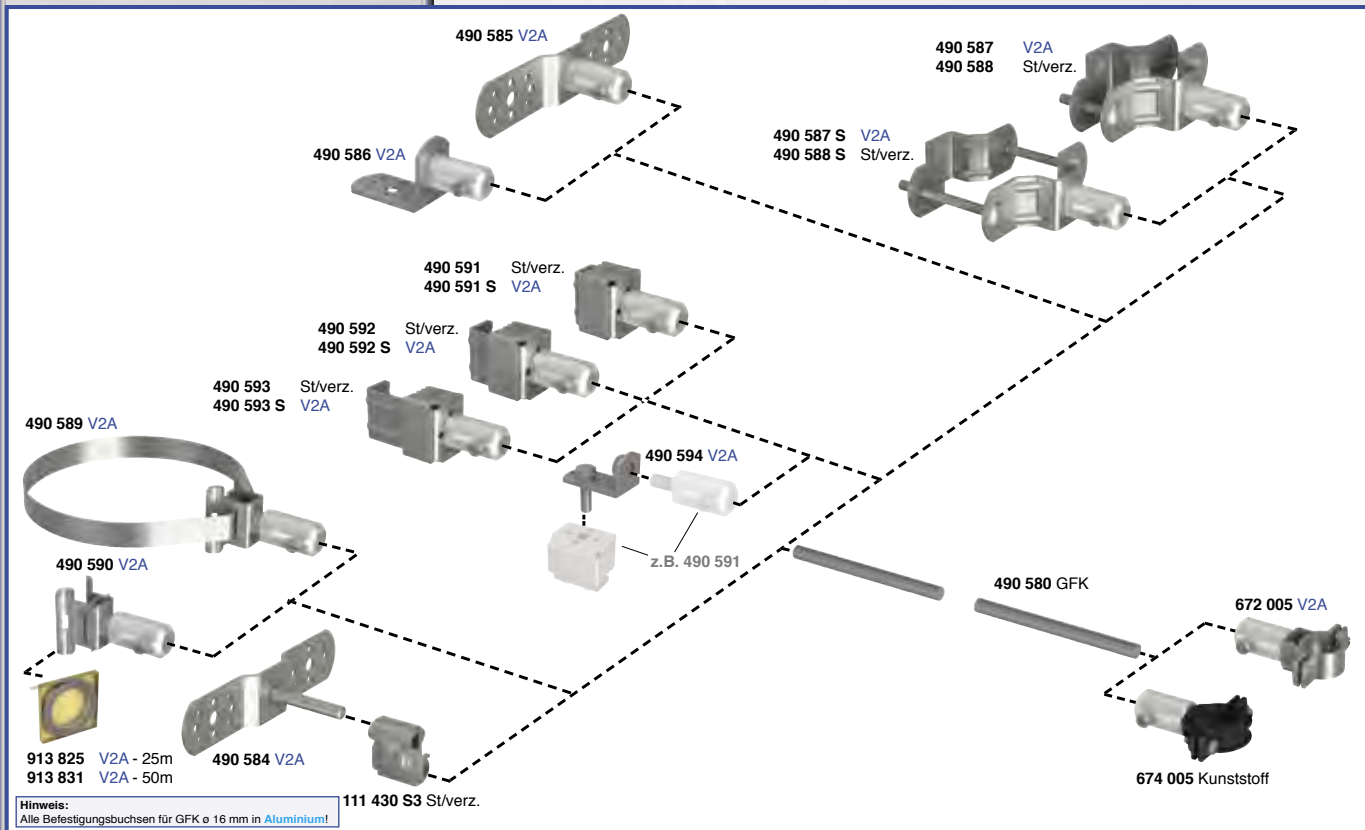 490 585 V2A
490 587 V2A
490 588 St/verz.
490 586 V2A
490 587 S V2A
490 588 S St/verz.
490 591 St/verz.
490 591 S V2A
490 592 St/verz.
490 592 S V2A
490 593 St/verz.
490 593 S V2A
490 589 V2A
490 594 V2A
z.B. 490 591
490 590 V2A
490 580 GFK
672 005 V2A
913 825 V2A - 25m
913 831 V2A - 50m
490 584 V2A
674 005 Kunststoff
111 430 S3 St/verz.
Hinweis:
Alle Befestigungsbuchsen für GFK ø 16 mm in Aluminium!